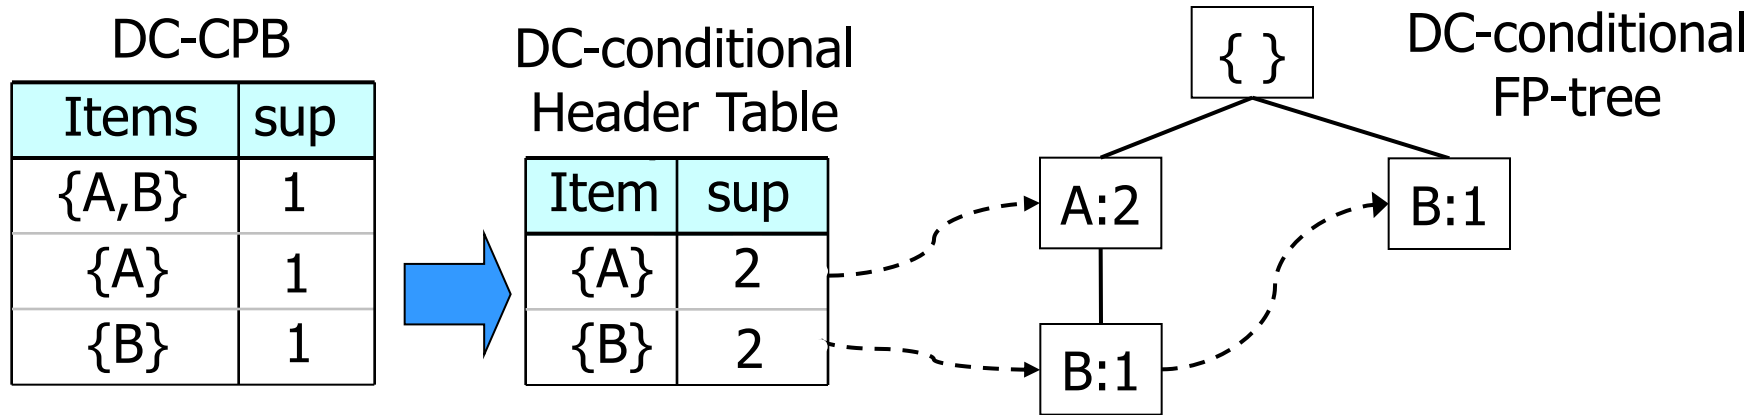 DC-CPB
Items sup
{A,B} 1
{A} 1
{B} 1
DC-conditional
Header Table
Item sup
{A} 2
{B} 2
{ }
A:2
B:1
B:1
DC-conditional
FP-tree